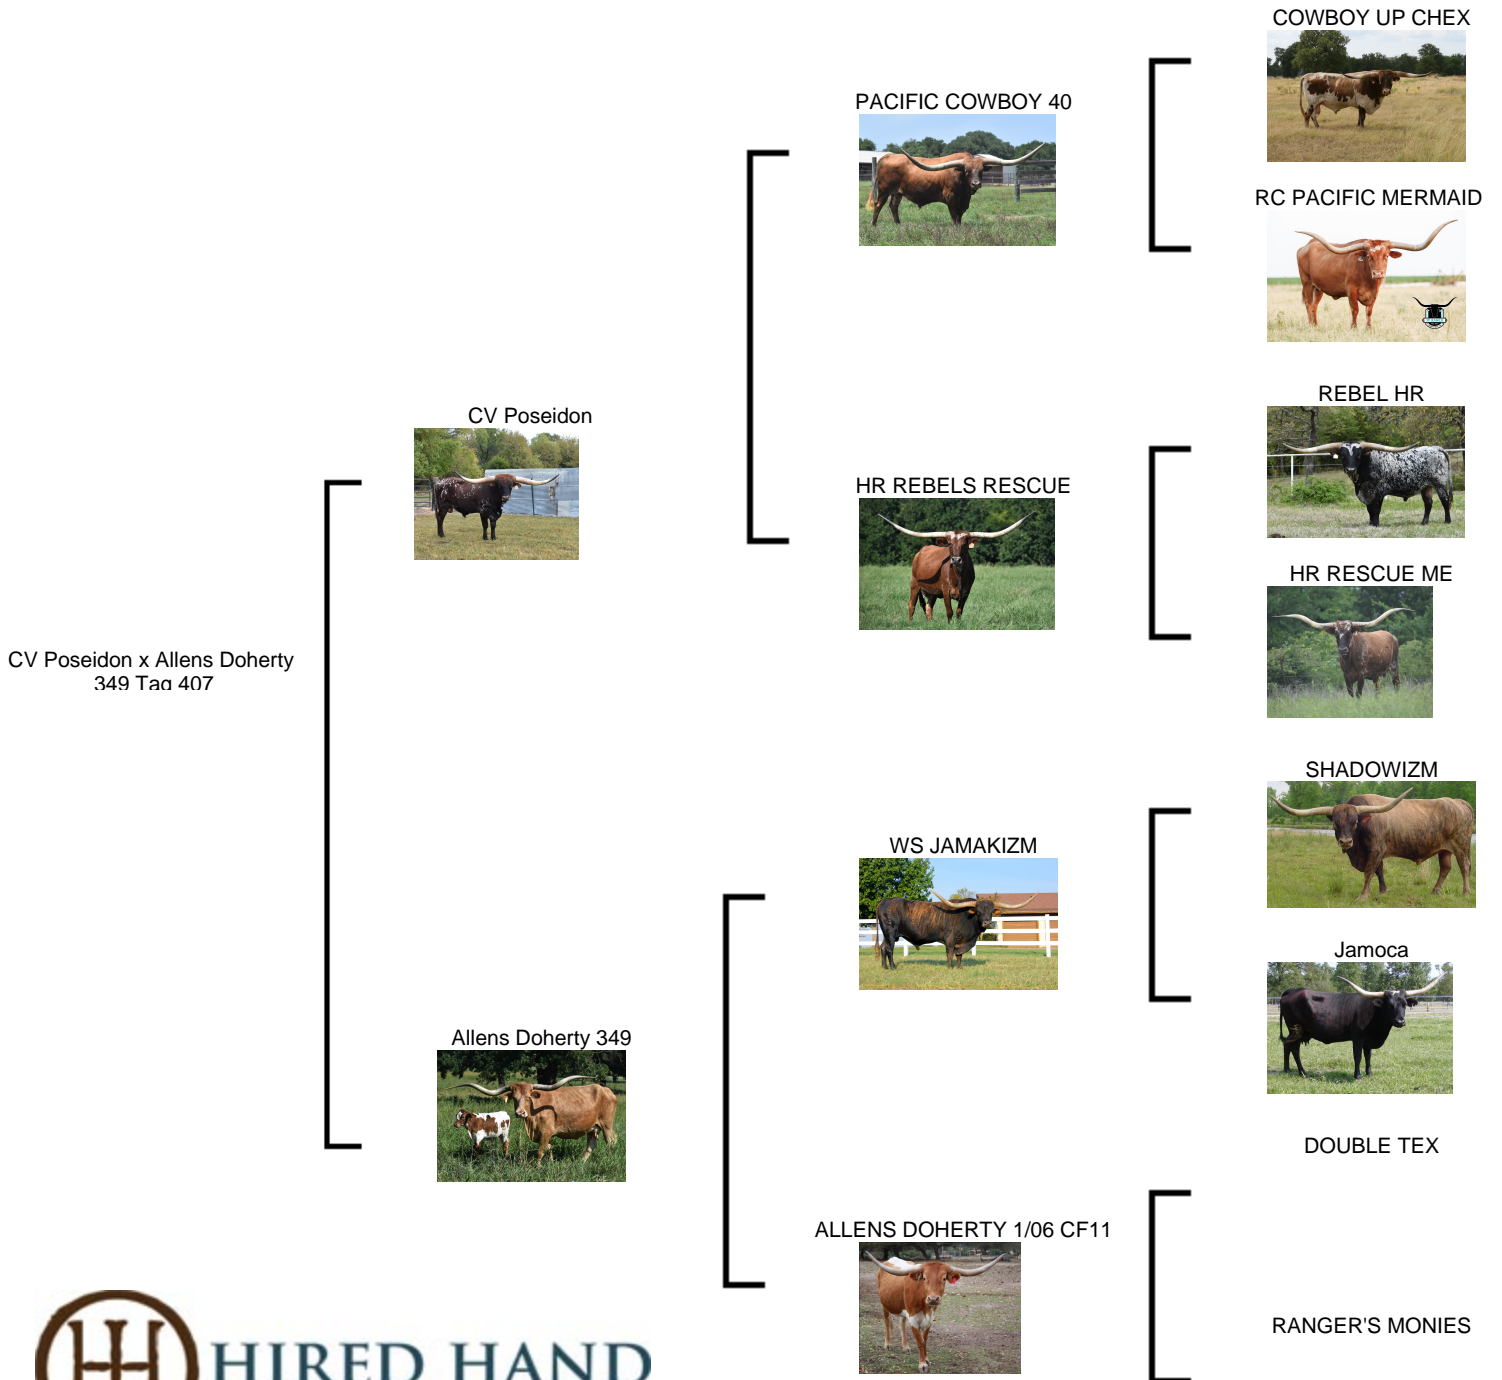 COWBOY UP CHEX
PACIFIC COWBOY 40
RC PACIFIC MERMAID
REBEL HR
CV Poseidon
HR REBELS RESCUE
HR RESCUE ME
CV Poseidon x Allens Doherty
349 Tag 407
SHADOWIZM
WS JAMAKIZM
Jamoca
Allens Doherty 349
DOUBLE TEX
ALLENS DOHERTY 1/06 CF11
RANGER'S MONIES
HIRED HAND